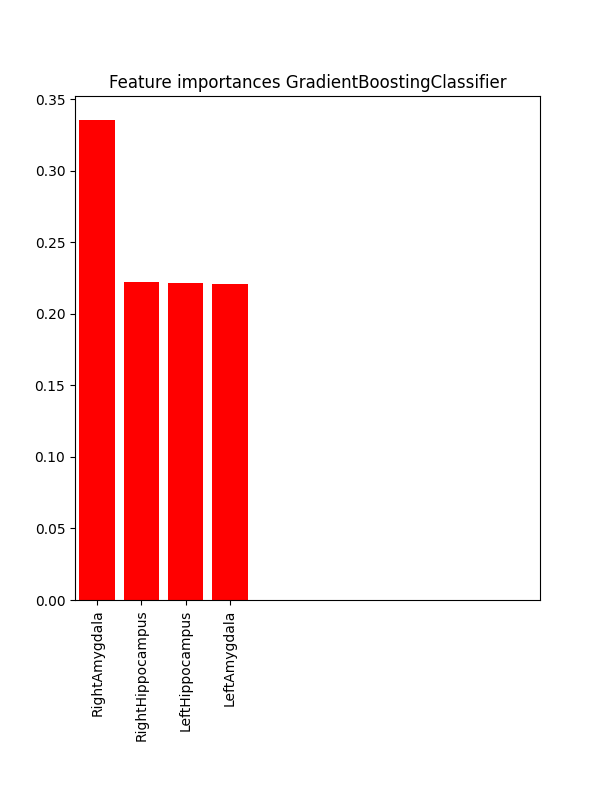 Feature importances GradientBoostingClassifier
0.35
0.30
0.25
0.20
0.15
0.10
0.05
0.00
RightAmygdala
RightHippocampus
LeftHippocampus
LeftAmygdala